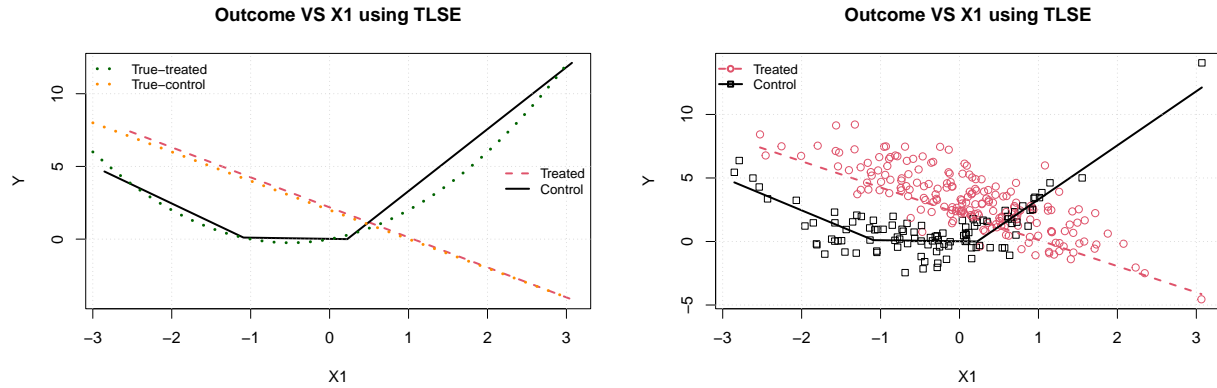 Outcome VS X1 using TLSE
True−treated
True−control
Treated
Control
Y
0
5
10
−3
−2
−1
0
1
2
3
X1
Outcome VS X1 using TLSE
Treated
Control
Y
−5
0
5
10
−3
−2
−1
0
1
2
3
X1